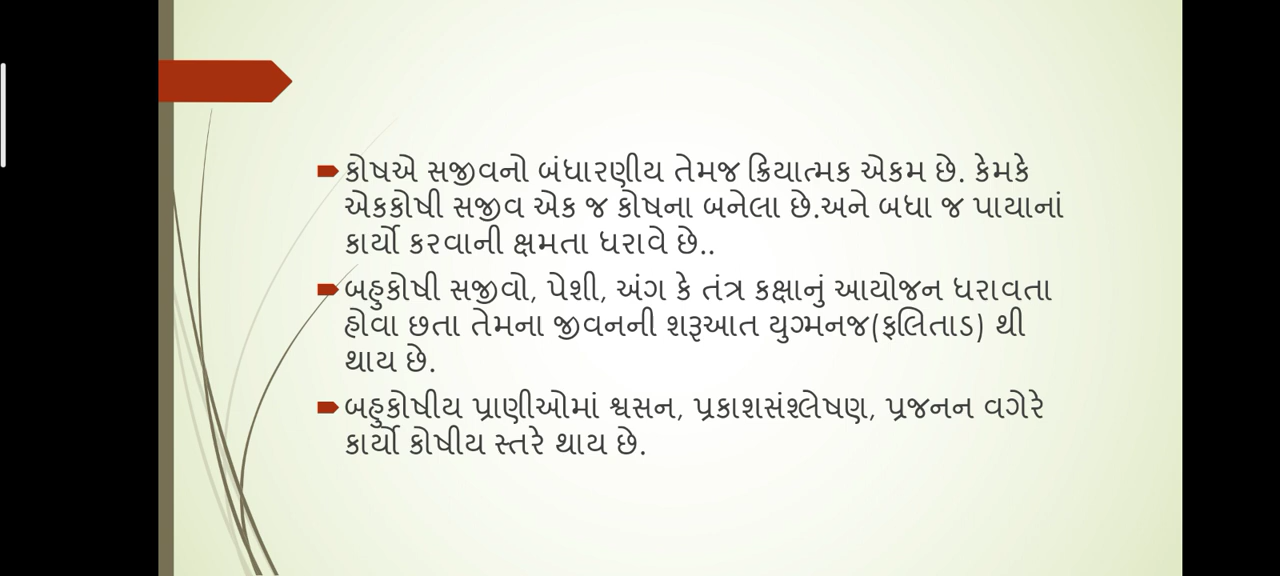 કોષએ સજીવનો બંધારણીય તેમજ ક્રિયાત્મક એકમ છે. કેમકે
એકકોષી સજીવ એક જ કોષના બનેલા છે.અને બધા જ પાયાનાં
કાર્યો કરવાની ક્ષમતા ધરાવે છે..
બહુકોષી સજીવો, પેશી, અંગ કે તંત્ર કક્ષાનું આયોજન ધરાવતા
હોવા છતા તેમના જીવનની શરૂઆત યુગ્મનજ(ફલિતાડ) થી
થાય છે.
બહુકોષીય પ્રાણીઓમાં શ્વસન, પ્રકાશસંશ્લેષણ, પ્રજનન વગેરે
કાર્યો કોષીય સ્તરે થાય છે.